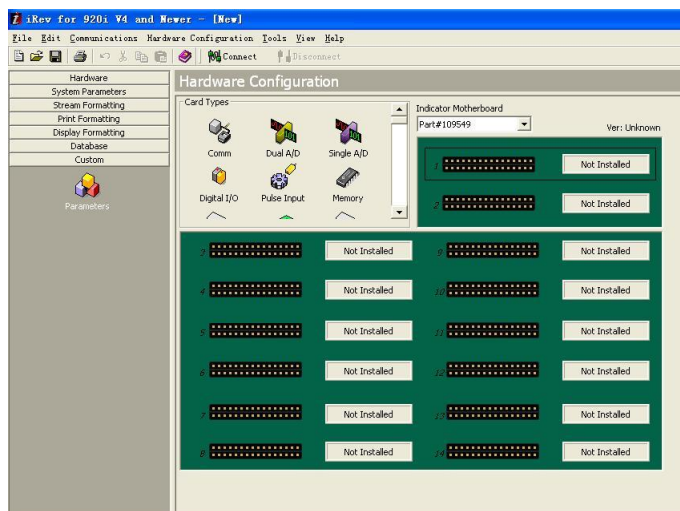 iRev for 920i V4 and Newer - [New]
File Edit Communications Hardware Configuration Tools View Help
Connect Disconnect
Hardware
System Parameters
Stream Formatting
Print Formatting
Display Formatting
Database
Custom
Parameters
Hardware Configuration
Card Types
Comm Dual A/D Single A/D
Digital I/O Pulse Input Memory
Indicator Motherboard
Part#109549 Ver: Unknown
1 Not Installed
2 Not Installed
3 Not Installed 9 Not Installed
4 Not Installed 10 Not Installed
5 Not Installed 11 Not Installed
6 Not Installed 12 Not Installed
7 Not Installed 13 Not Installed
8 Not Installed 14 Not Installed